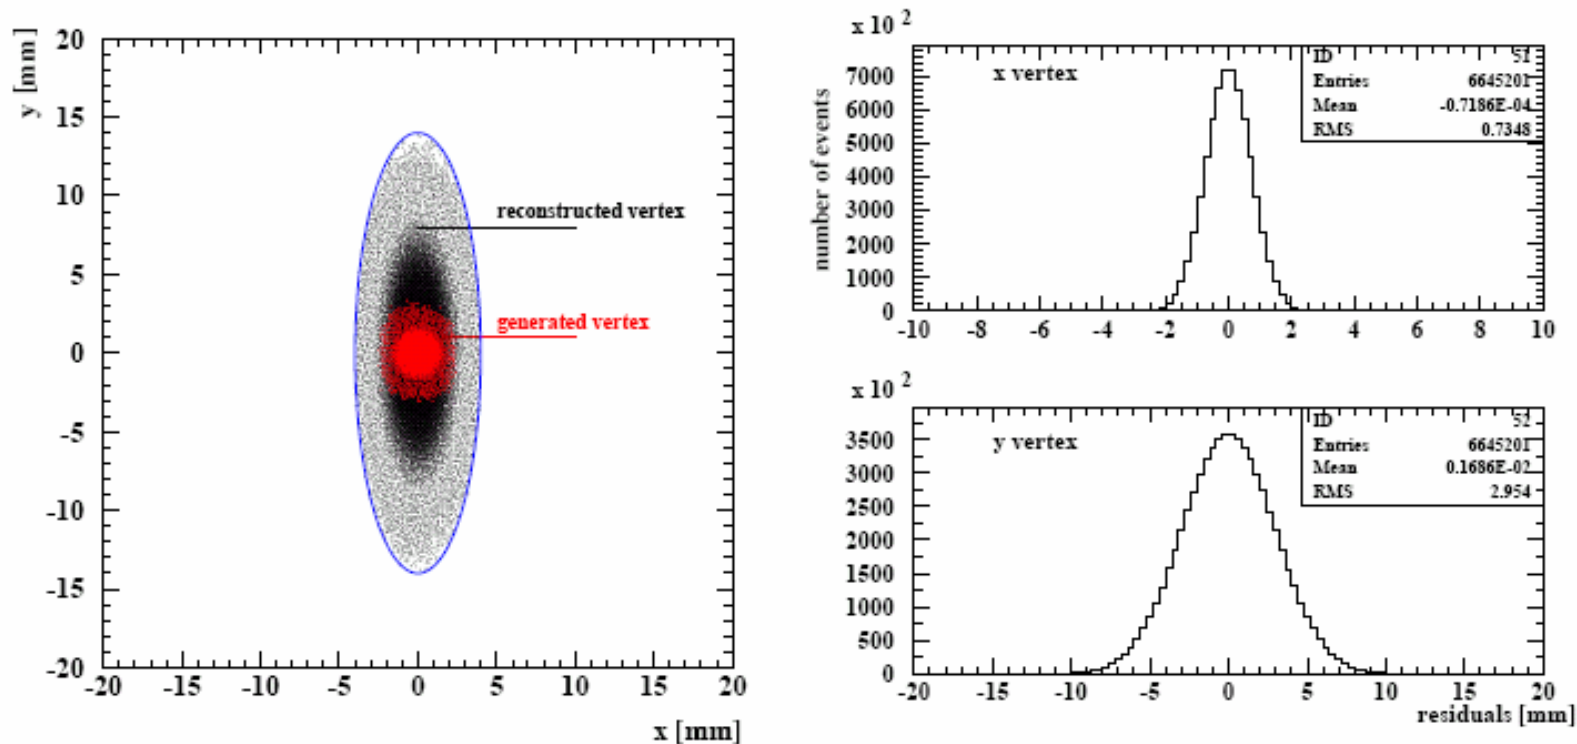 y [mm]
20
15
10
5
0
-5
-10
-15
-20
-20 -15 -10 -5 0 5 10 15 20
x [mm]
reconstructed vertex
generated vertex
x 10 2
number of events
7000
6000
5000
4000
3000
2000
1000
0
-10 -8 -6 -4 -2 0 2 4 6 8 10
x vertex
ID 51
Entries 6645201
Mean -0.7186E-04
RMS 0.7348
x 10 2
3500
3000
2500
2000
1500
1000
500
0
-20 -15 -10 -5 0 5 10 15 20
y vertex
ID 52
Entries 6645201
Mean 0.1686E-02
RMS 2.954
residuals [mm]